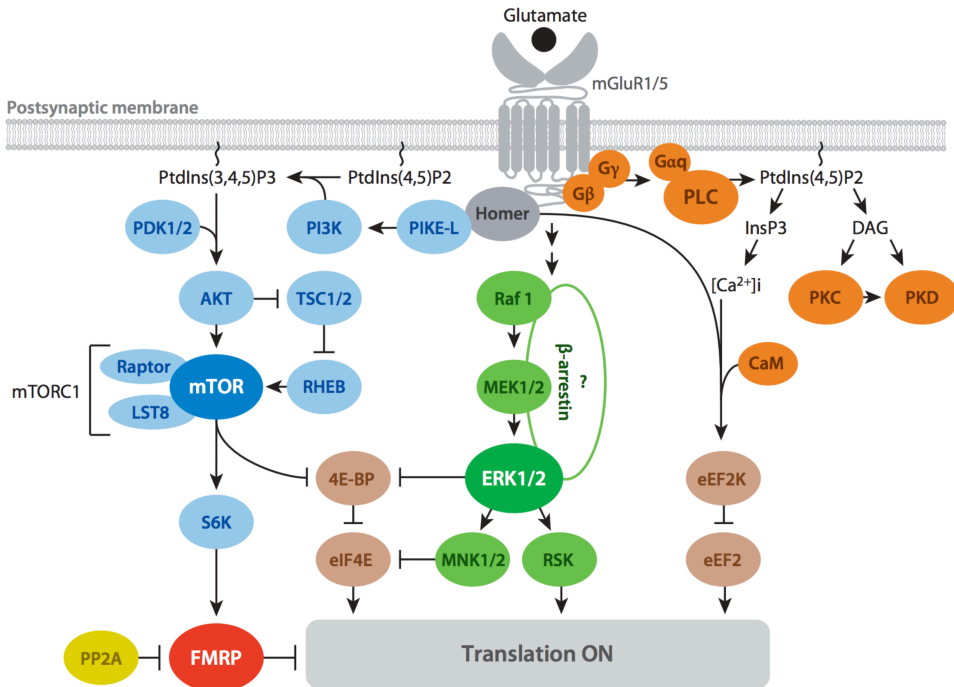 Glutamate
mGluR1/5
Postsynaptic membrane
PtdIns(3,4,5)P3
PtdIns(4,5)P2
Gγ
Gβ
Gαq
PLC
PtdIns(4,5)P2
PDK1/2
PI3K
PIKE-L
Homer
InsP3
DAG
AKT
TSC1/2
Raf 1
[Ca²⁺]i
PKC
PKD
mTORC1
Raptor
LST8
mTOR
RHEB
MEK1/2
β-arrestin
?
CaM
4E-BP
ERK1/2
eEF2K
S6K
eIF4E
MNK1/2
RSK
eEF2
PP2A
FMRP
Translation ON